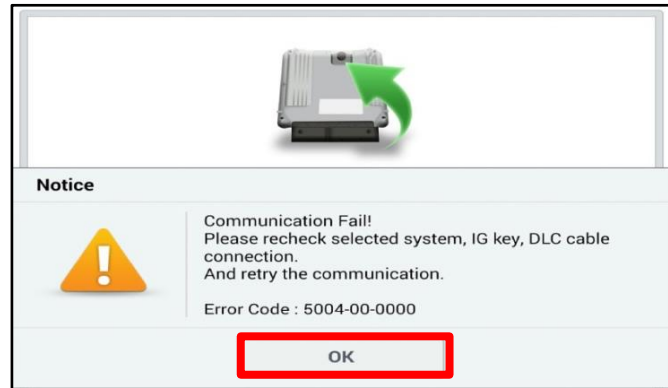 Notice
Communication Fail!
Please recheck selected system, IG key, DLC cable
connection.
And retry the communication.
Error Code : 5004-00-0000
OK